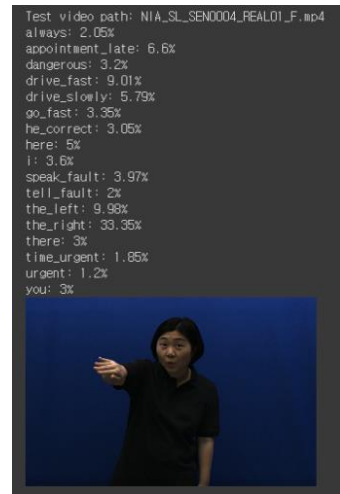 Test video path: NIA_SL_SEN0004_REAL01_F.mp4
always: 2.05%
appointment_late: 6.6%
dangerous: 3.2%
drive_fast: 9.01%
drive_slowly: 5.79%
go_fast: 3.35%
he_correct: 3.05%
here: 5%
i: 3.6%
speak_fault: 3.97%
tell_fault: 2%
the_left: 9.98%
the_right: 33.35%
there: 3%
time_urgent: 1.85%
urgent: 1.2%
you: 3%